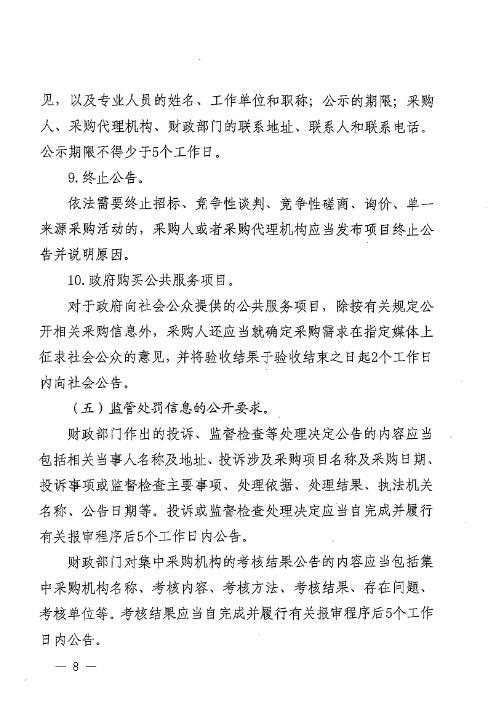 见，以及专业人员的姓名、工作单位和职称；公示的期限；采购
人、采购代理机构、财政部门的联系地址、联系人和联系电话。
公示期限不得少于5个工作日。
9.终止公告。
依法需要终止招标、竞争性谈判、竞争性磋商、询价、单一
来源采购活动的，采购人或者采购代理机构应当发布项目终止公
告并说明原因。
10.政府购买公共服务项目。
对于政府向社会公众提供的公共服务项目，除按有关规定公
开相关采购信息外，采购人还应当就确定采购需求在指定媒体上
征求社会公众的意见，并将验收结果于验收结束之日起2个工作日
内向社会公告。
（五）监管处罚信息的公开要求。
财政部门作出的投诉、监督检查等处理决定公告的内容应当
包括相关当事人名称及地址、投诉涉及采购项目名称及采购日期、
投诉事项或监督检查主要事项、处理依据、处理结果、执法机关
名称、公告日期等。投诉或监督检查处理决定应当自完成并履行
有关报审程序后5个工作日内公告。
财政部门对集中采购机构的考核结果公告的内容应当包括集
中采购机构名称、考核内容、考核方法、考核结果、存在问题、
考核单位等。考核结果应当自完成并履行有关报审程序后5个工作
日内公告。
— 8 —